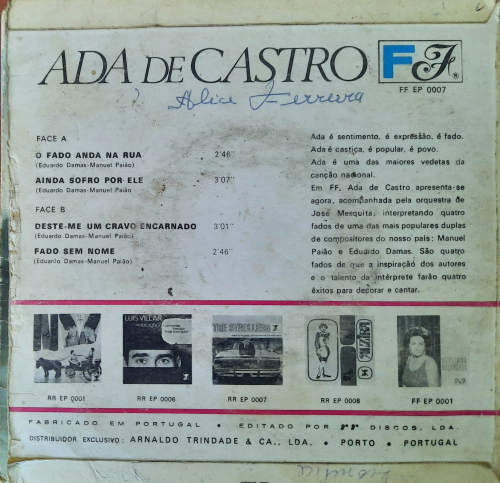 ADA DE CASTRO
FF
®
FF EP 0007
Alice Ferreira
FACE A
O FADO ANDA NA RUA 2'46"
(Eduardo Damas-Manuel Paião)
AINDA SOFRO POR ELE 3'07"
(Eduardo Damas-Manuel Paião
FACE B
DESTE-ME UM CRAVO ENCARNADO 3'01"
(Eduardo Damas-Manuel Paião)
FADO SEM NOME 2'46"
(Eduardo Damas-Manuel Paião)
Ada é sentimento, é expressão, é fado.
Ada é castiça, é popular, é povo.
Ada é uma das maiores vedetas da
canção nacional.
Em FF, Ada de Castro apresenta-se
agora, acompanhada pela orquestra de
José Mesquita, interpretando quatro
fados de uma das mais populares duplas
de compositores do nosso país: Manuel
Paião e Eduardo Damas. São quatro
fados de que a inspiração dos autores
e o talento da intérprete farão quatro
êxitos para decorar e cantar.
LUIS VILLAR
RR EP 0001
RR EP 0006
RR EP 0007
RR EP 0008
FF EP 0001
FABRICADO EM PORTUGAL • EDITADO POR rr DISCOS, LDA.
DISTRIBUIDOR EXCLUSIVO: ARNALDO TRINDADE & CA., LDA. • PORTO • PORTUGAL